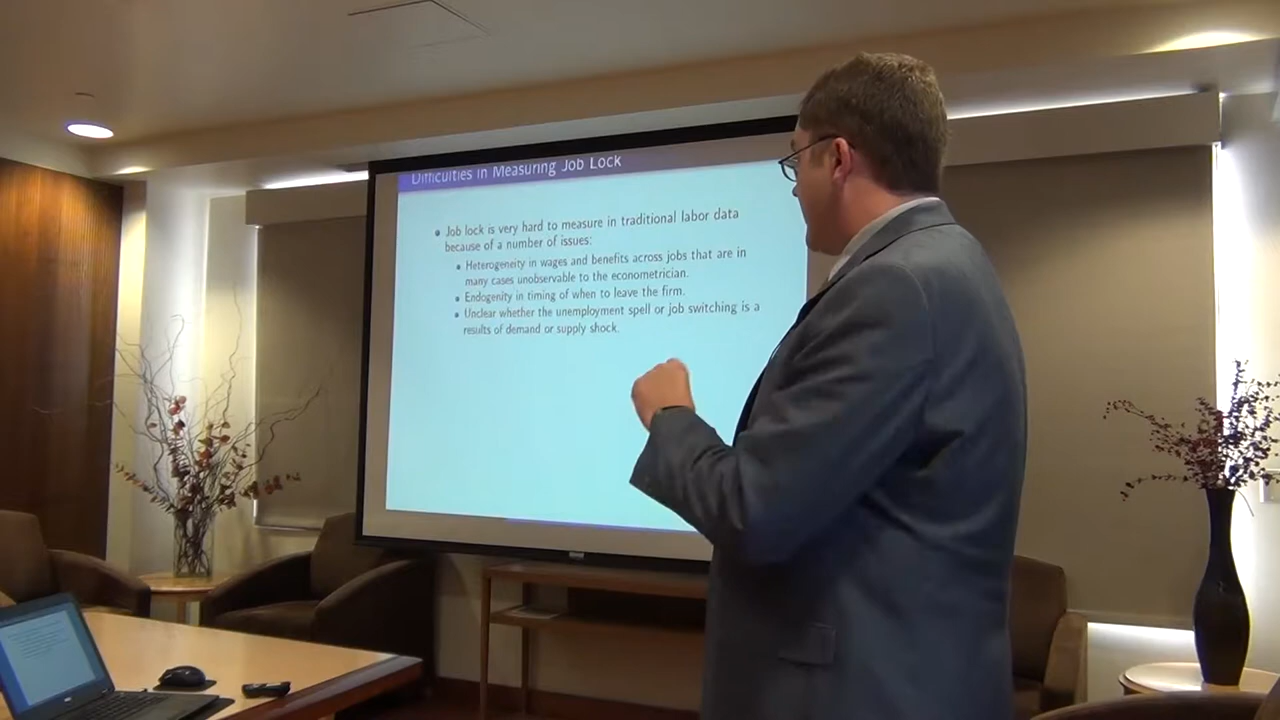 Difficulties in Measuring Job Lock
Job lock is very hard to measure in traditional labor data
because of a number of issues:
Heterogeneity in wages and benefits across jobs that are in
many cases unobservable to the econometrician.
Endogenity in timing of when to leave the firm.
Unclear whether the unemployment spell or job switching is a
results of demand or supply shock.